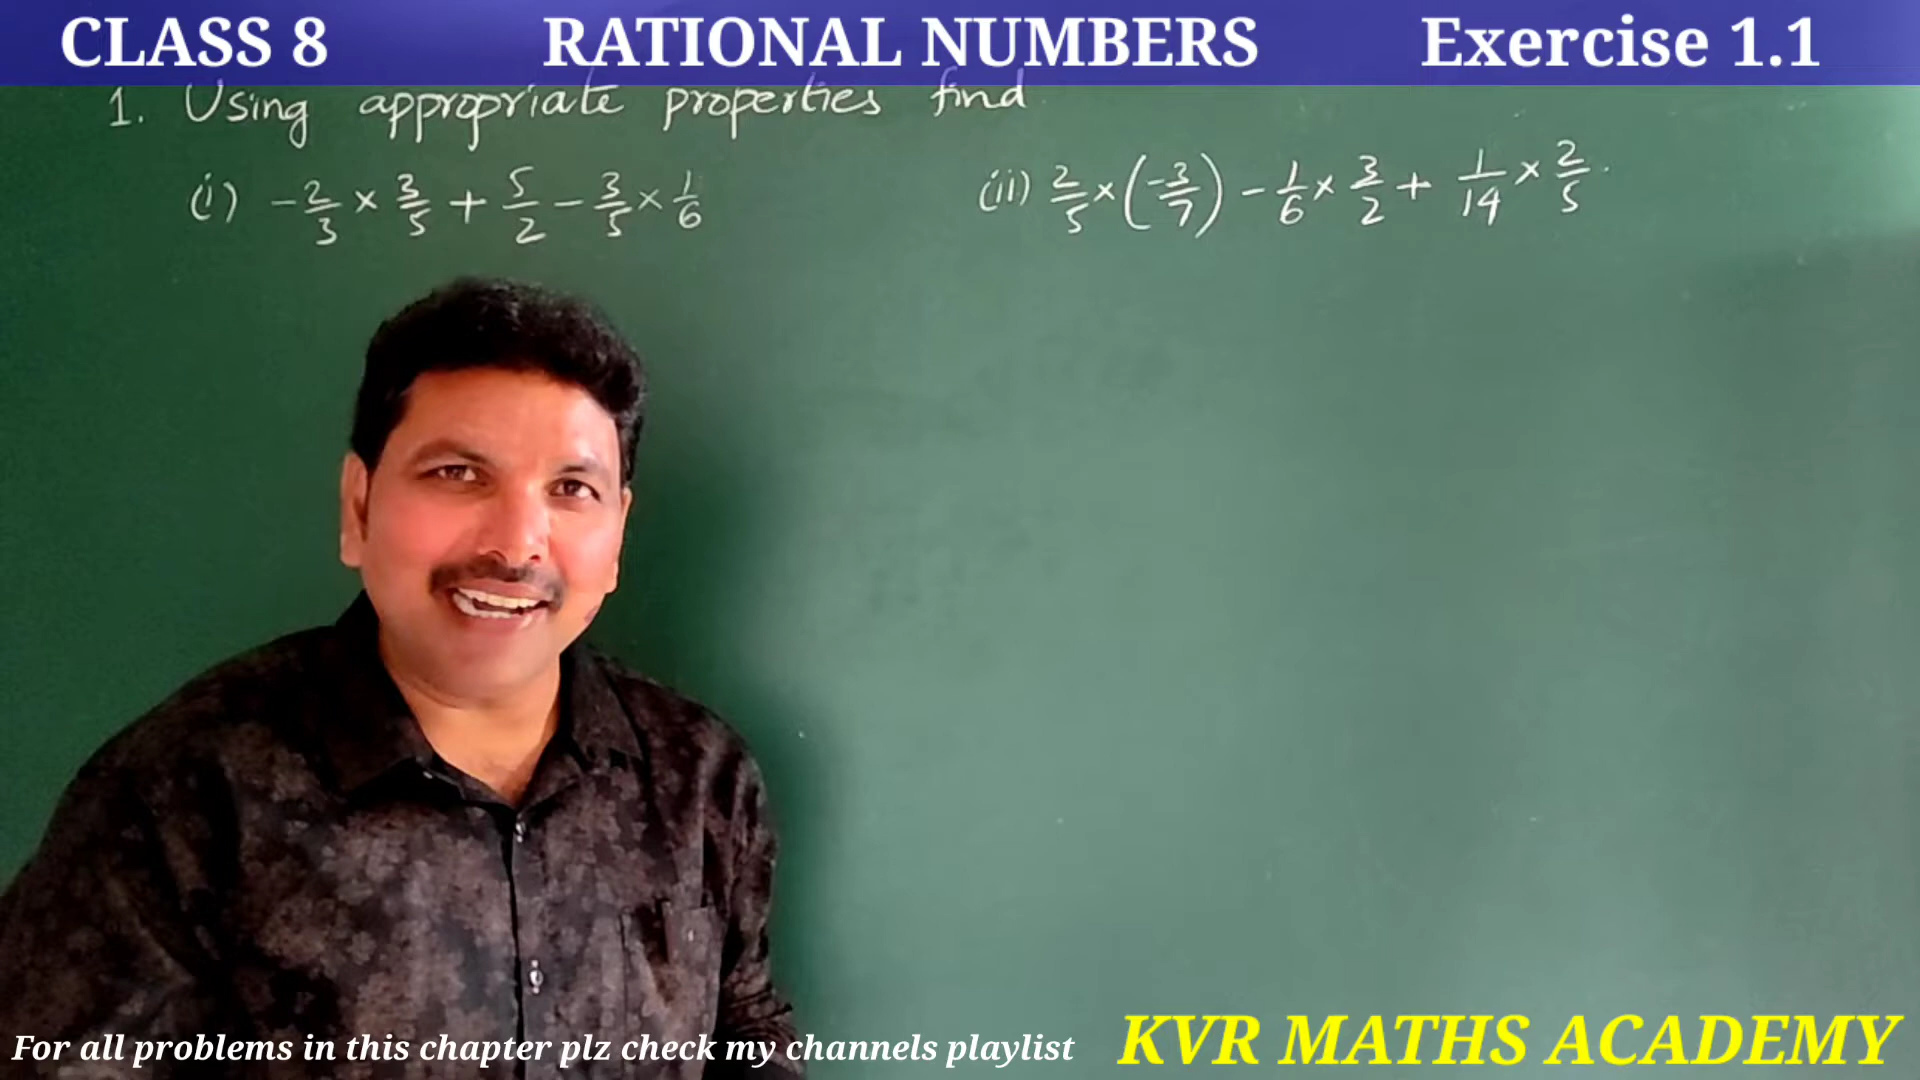 CLASS 8 RATIONAL NUMBERS Exercise 1.1
1. Using appropriate properties find
(i) -2/3 × 3/5 + 5/2 - 3/5 × 1/6 (ii) 2/5 × (-3/7) - 1/6 × 3/2 + 1/14 × 2/5.
For all problems in this chapter plz check my channels playlist KVR MATHS ACADEMY